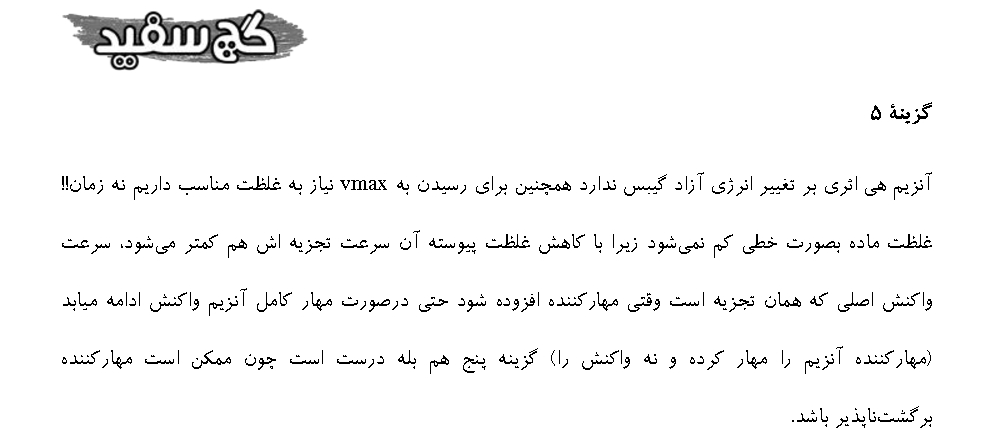 گچ سفید
گزینهٔ ۵
آنزیم هی اثری بر تغییر انرژی آزاد گیبس ندارد همچنین برای رسیدن به vmax نیاز به غلظت مناسب داریم نه زمان!!
غلظت ماده بصورت خطی کم نمی‌شود زیرا با کاهش غلظت پیوسته آن سرعت تجزیه اش هم کمتر می‌شود، سرعت
واکنش اصلی که همان تجزیه است وقتی مهارکننده افزوده شود حتی درصورت مهار کامل آنزیم واکنش ادامه میابد
(مهارکننده آنزیم را مهار کرده و نه واکنش را) گزینه پنج هم بله درست است چون ممکن است مهارکننده
برگشت‌ناپذیر باشد.